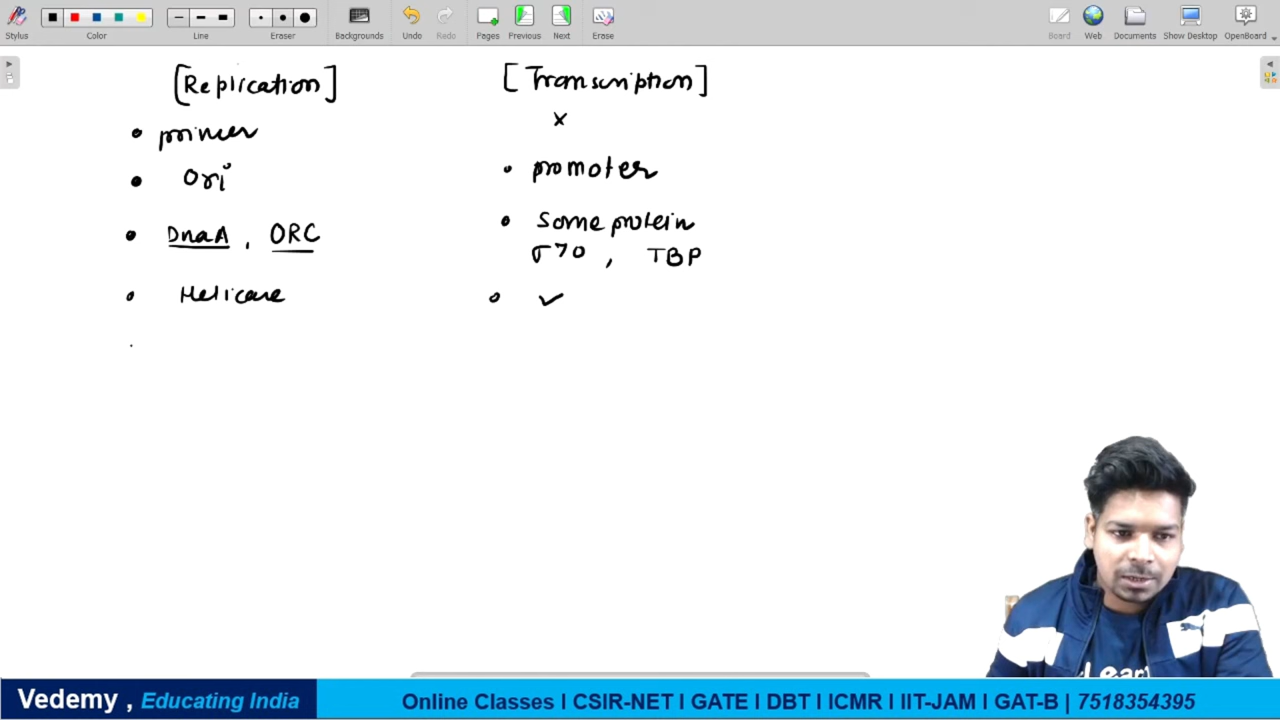 Stylus Color Line Eraser Backgrounds Undo Redo Pages Previous Next Erase Board Web Documents Show Desktop OpenBoard
[Replication] [Transcription]
• primer ×
• Ori • promoter
• DnaA, ORC • Some protein
σ70, TBP
• Helicase • ✓
Learn
Vedemy , Educating India Online Classes I CSIR-NET I GATE I DBT I ICMR I IIT-JAM I GAT-B | 7518354395